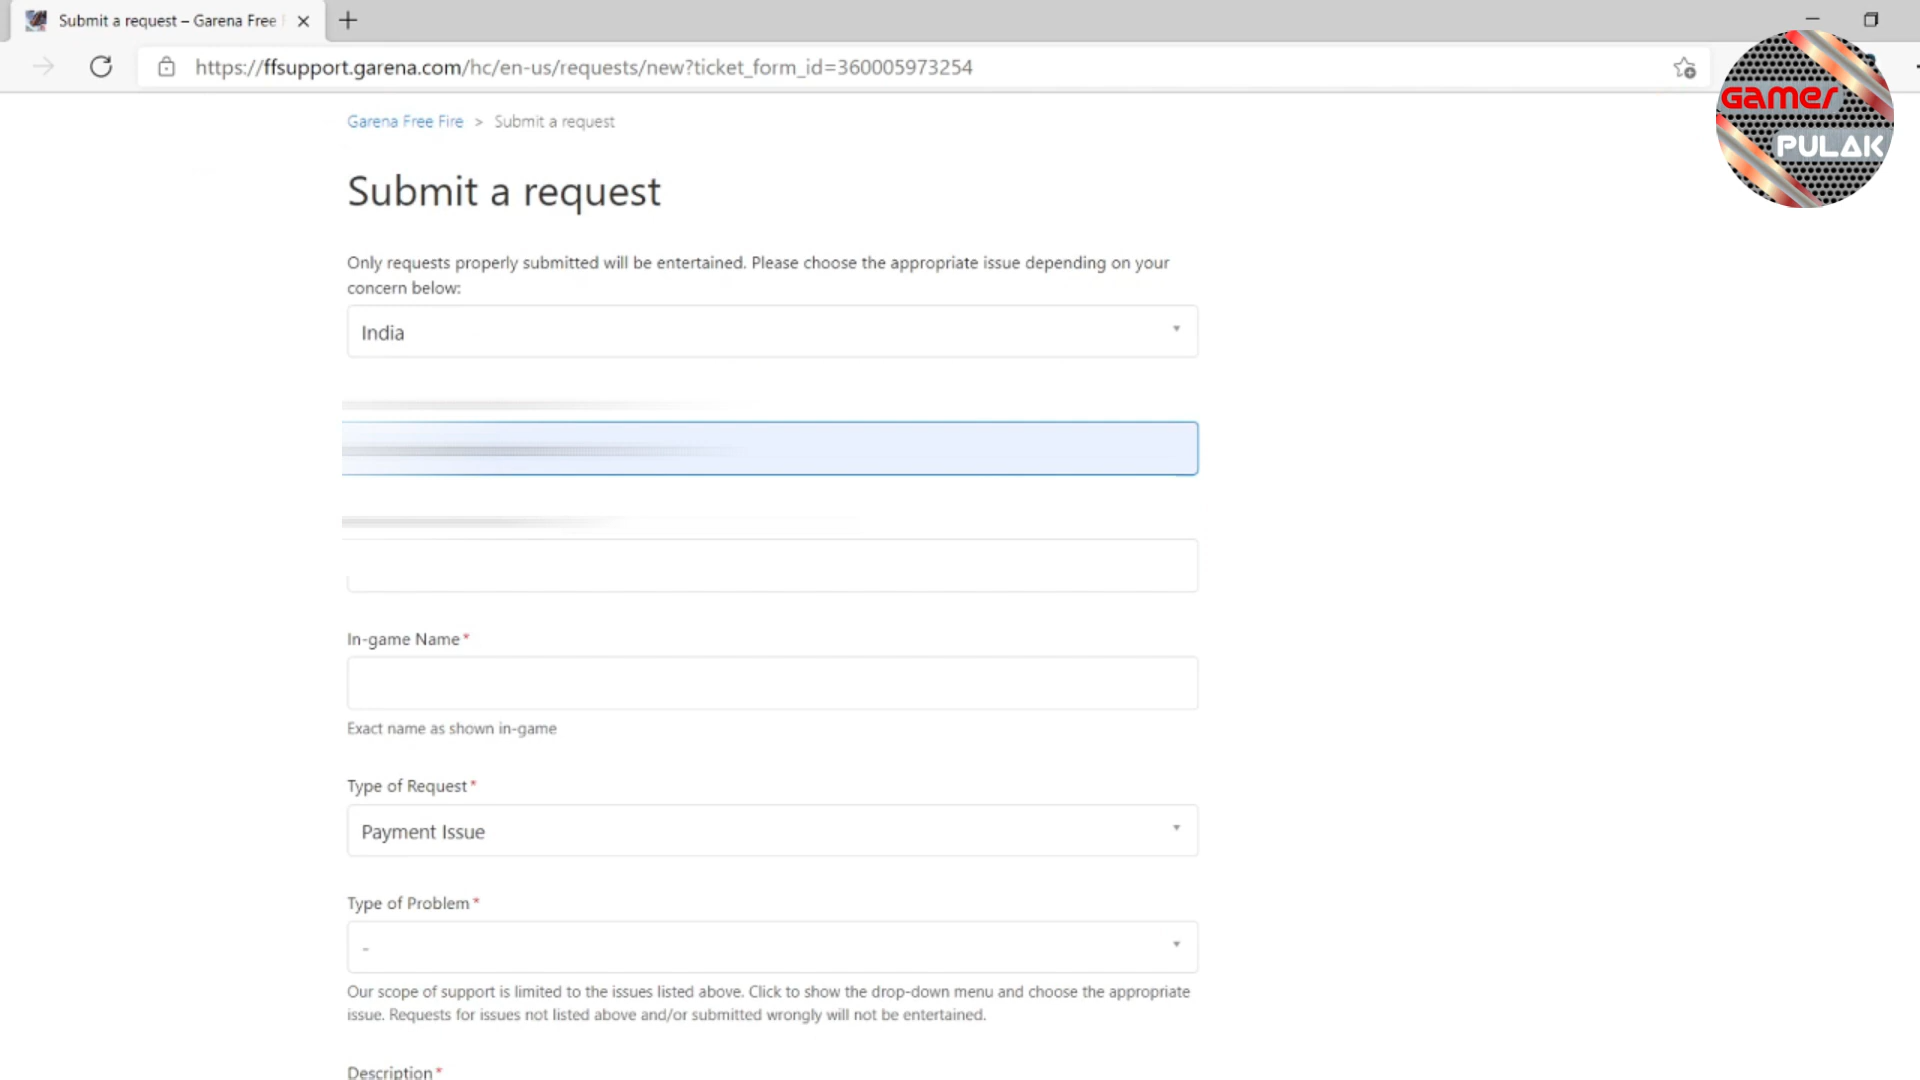 Submit a request – Garena Free
https://ffsupport.garena.com/hc/en-us/requests/new?ticket_form_id=360005973254
Gamer
PULAK
Garena Free Fire > Submit a request
Submit a request
Only requests properly submitted will be entertained. Please choose the appropriate issue depending on your
concern below:
India
In-game Name*
Exact name as shown in-game
Type of Request*
Payment Issue
Type of Problem*
-
Our scope of support is limited to the issues listed above. Click to show the drop-down menu and choose the appropriate
issue. Requests for issues not listed above and/or submitted wrongly will not be entertained.
Description*